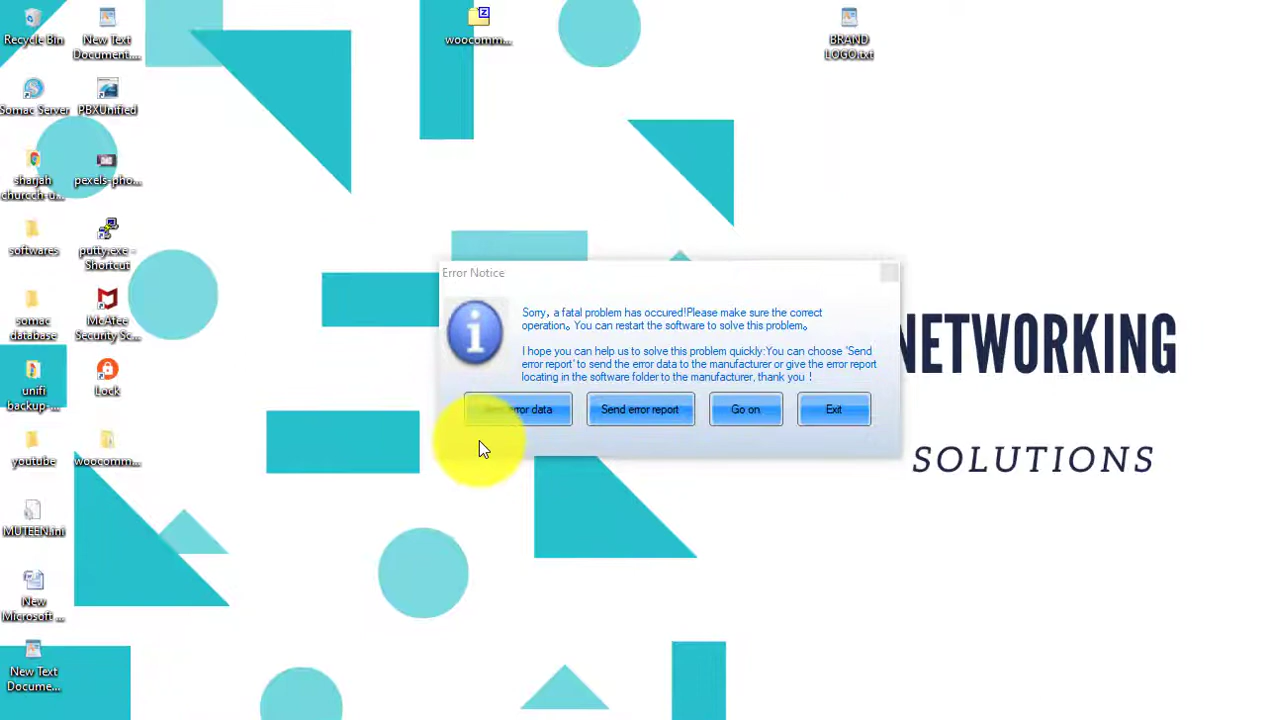 Recycle Bin
New Text
Document....
woocomm...
BRAND
LOGO.txt
Somac Server
PBXUnified
sharjah
churcch-u...
pexels-pho...
softwares
putty.exe -
Shortcut
somac
database
McAfee
Security Sc...
unifi
backup-...
Lock
youtube
woocomm...
MUTEEN.ini
New
Microsoft ...
New Text
Docume...
Error Notice
Sorry, a fatal problem has occured!Please make sure the correct
operation。You can restart the software to solve this problem。
I hope you can help us to solve this problem quickly:You can choose 'Send
error report' to send the error data to the manufacturer or give the error report
locating in the software folder to the manufacturer, thank you！
error data
Send error report
Go on
Exit
NETWORKING
SOLUTIONS